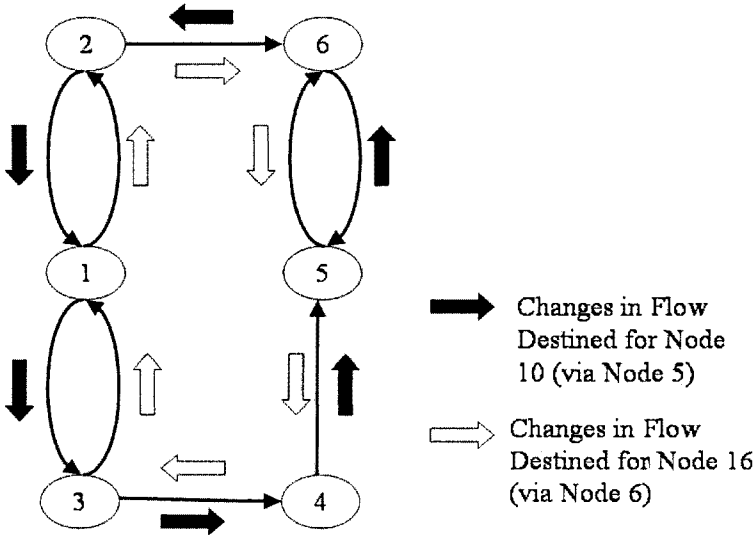 2
6
1
5
3
4
Changes in Flow
Destined for Node
10 (via Node 5)
Changes in Flow
Destined for Node 16
(via Node 6)